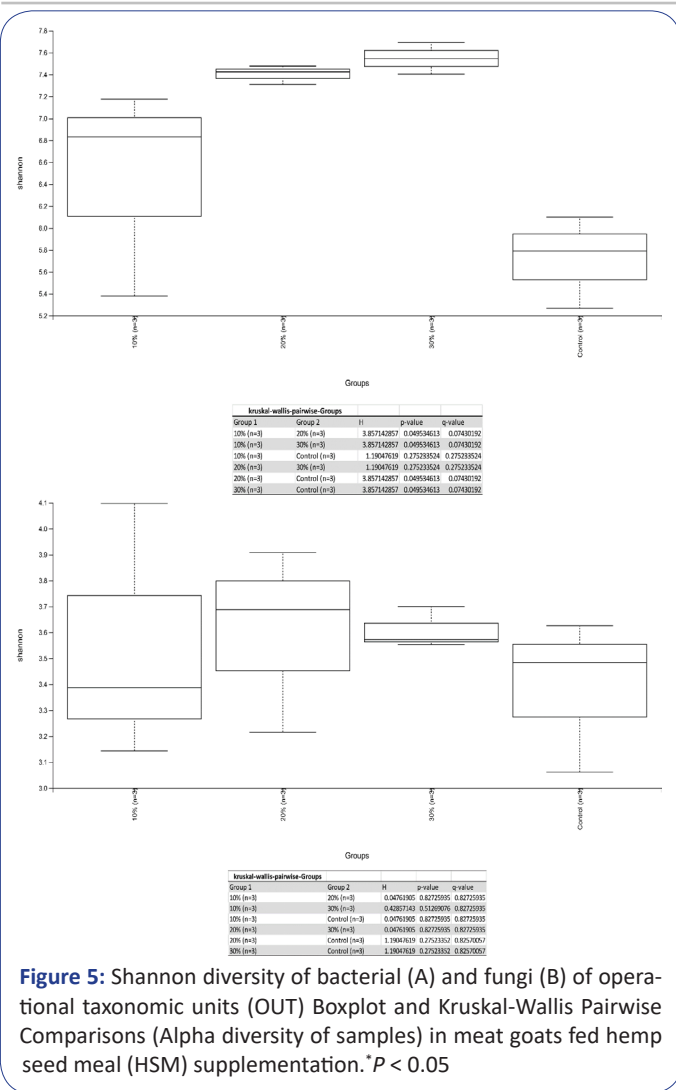 7.8
7.6
7.4
7.2
7.0
6.8
6.6
6.4
6.2
6.0
5.8
5.6
5.4
5.2
shannon
10% (n=3)
20% (n=3)
30% (n=3)
Control (n=3)
Groups
kruskal-wallis-pairwise-Groups
Group 1 Group 2 H p-value q-value
10% (n=3) 20% (n=3) 3.857142857 0.049534613 0.07430192
10% (n=3) 30% (n=3) 3.857142857 0.049534613 0.07430192
10% (n=3) Control (n=3) 1.19047619 0.275233524 0.275233524
20% (n=3) 30% (n=3) 1.19047619 0.275233524 0.275233524
20% (n=3) Control (n=3) 3.857142857 0.049534613 0.07430192
30% (n=3) Control (n=3) 3.857142857 0.049534613 0.07430192
4.1
4.0
3.9
3.8
3.7
3.6
3.5
3.4
3.3
3.2
3.1
3.0
shannon
10% (n=3)
20% (n=3)
30% (n=3)
Control (n=3)
Groups
kruskal-wallis-pairwise-Groups
Group 1 Group 2 H p-value q-value
10% (n=3) 20% (n=3) 0.04761905 0.82725935 0.82725935
10% (n=3) 30% (n=3) 0.42857143 0.51269076 0.82725935
10% (n=3) Control (n=3) 0.04761905 0.82725935 0.82725935
20% (n=3) 30% (n=3) 0.04761905 0.82725935 0.82725935
20% (n=3) Control (n=3) 1.19047619 0.27523352 0.82570057
30% (n=3) Control (n=3) 1.19047619 0.27523352 0.82570057
Figure 5: Shannon diversity of bacterial (A) and fungi (B) of opera-
tional taxonomic units (OUT) Boxplot and Kruskal-Wallis Pairwise
Comparisons (Alpha diversity of samples) in meat goats fed hemp
seed meal (HSM) supplementation.*P < 0.05